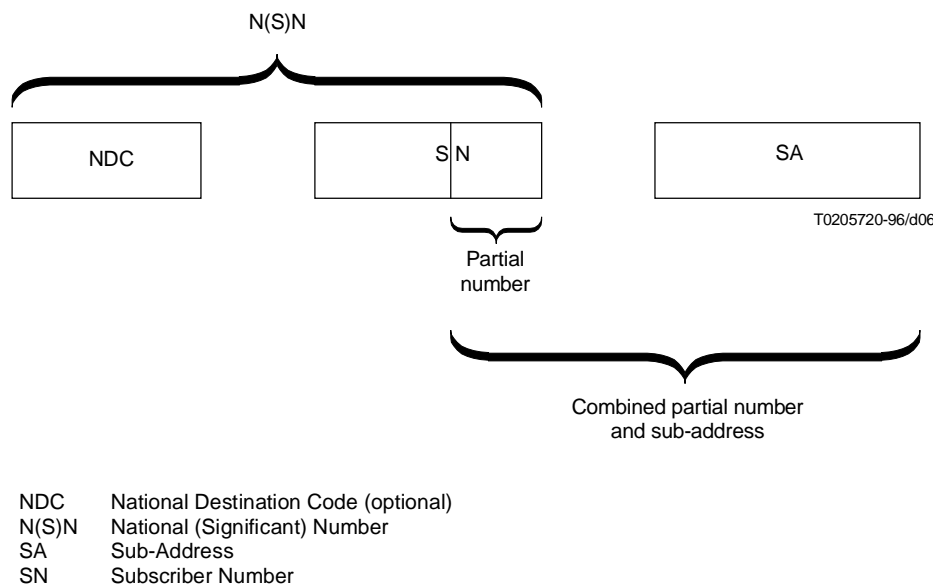 N(S)N
NDC
SN
SA
T0205720-96/d06
Partial
number
Combined partial number
and sub-address
NDC National Destination Code (optional)
N(S)N National (Significant) Number
SA Sub-Address
SN Subscriber Number